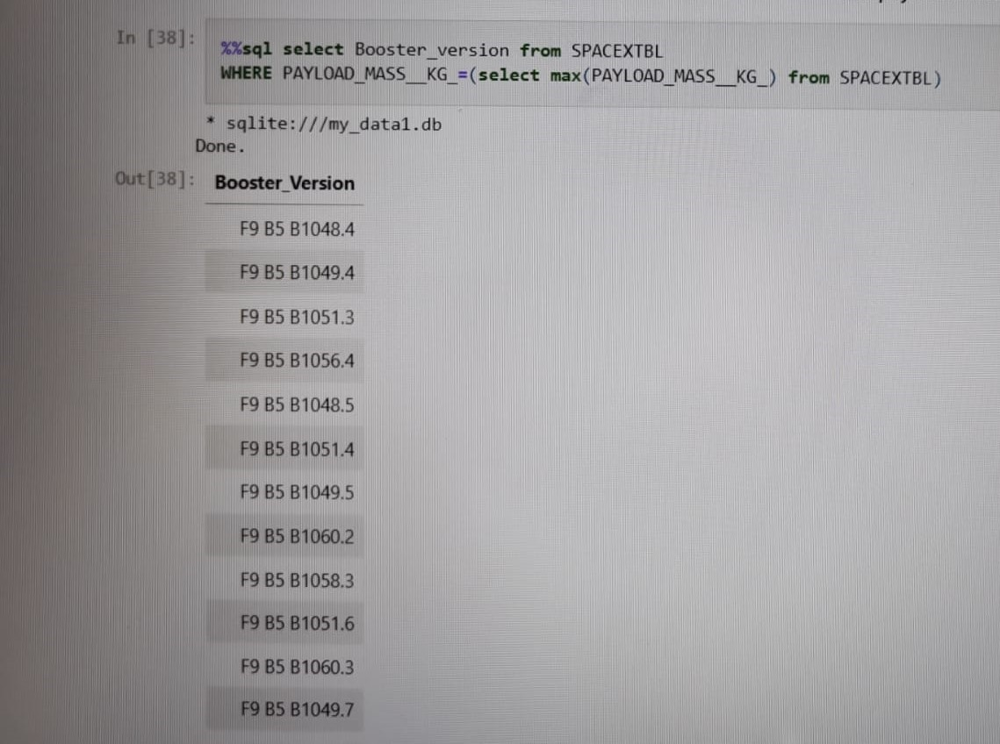 In [38]:
%%sql select Booster_version from SPACEXTBL
WHERE PAYLOAD_MASS__KG_=(select max(PAYLOAD_MASS__KG_) from SPACEXTBL)
* sqlite:///my_data1.db
Done.
Out[38]:
Booster_Version
F9 B5 B1048.4
F9 B5 B1049.4
F9 B5 B1051.3
F9 B5 B1056.4
F9 B5 B1048.5
F9 B5 B1051.4
F9 B5 B1049.5
F9 B5 B1060.2
F9 B5 B1058.3
F9 B5 B1051.6
F9 B5 B1060.3
F9 B5 B1049.7